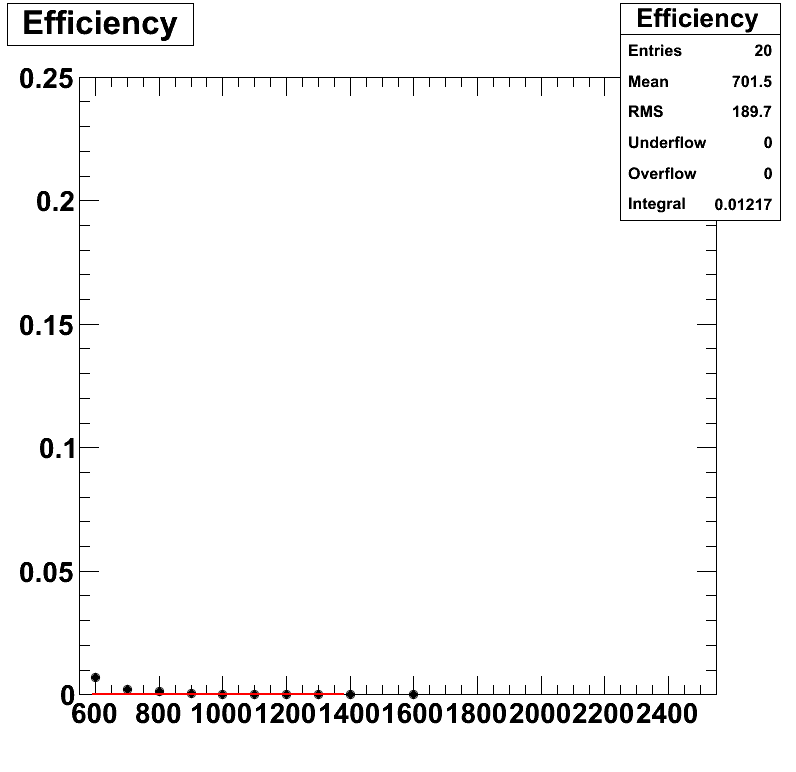 Efficiency
Efficiency
Entries 20
Mean 701.5
RMS 189.7
Underflow 0
Overflow 0
Integral 0.01217
0.25
0.2
0.15
0.1
0.05
0
600 800 1000 1200 1400 1600 1800 2000 2200 2400